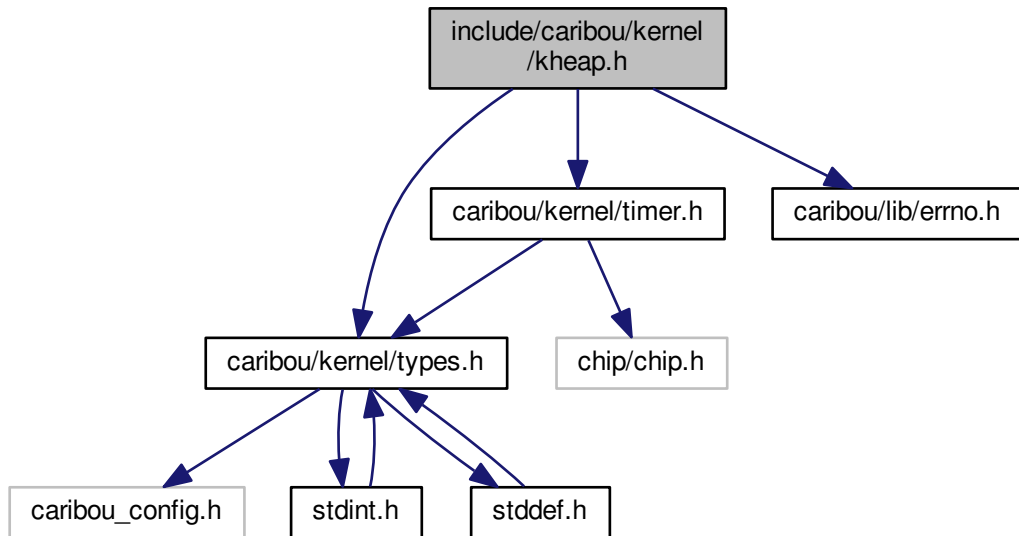 include/caribou/kernel
/kheap.h
caribou/kernel/timer.h
caribou/lib/errno.h
caribou/kernel/types.h
chip/chip.h
caribou_config.h
stdint.h
stddef.h